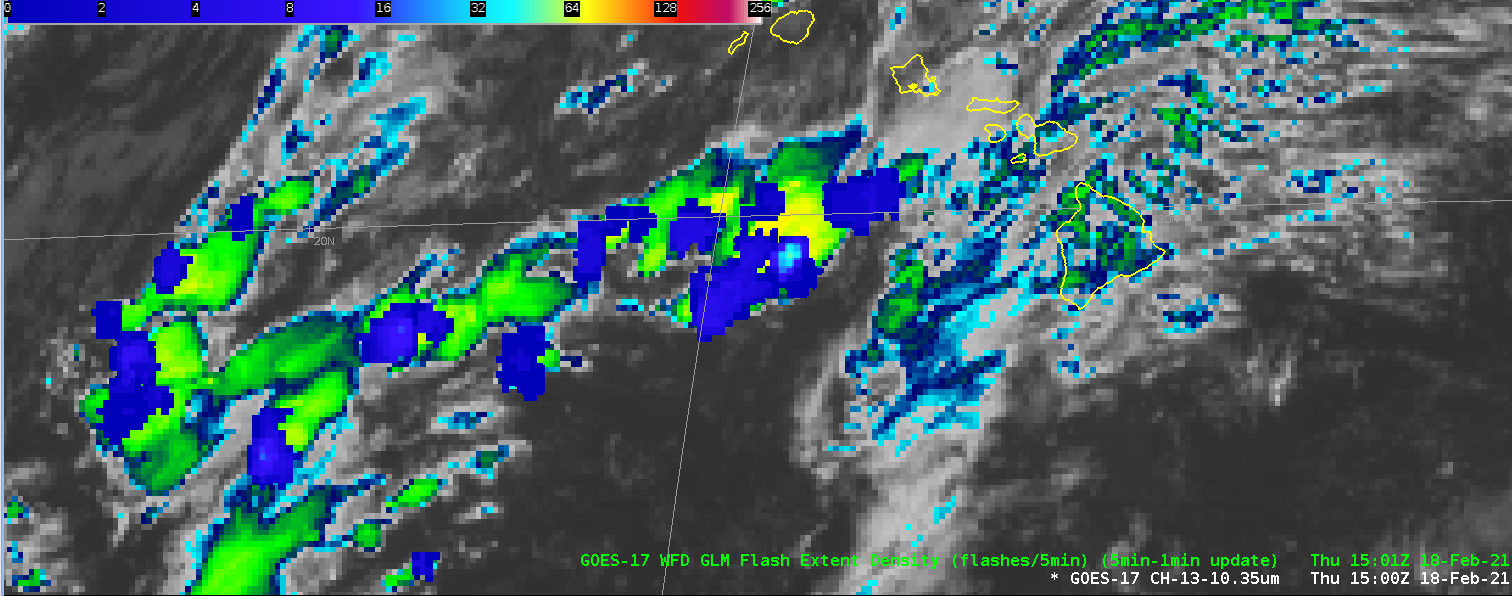 0 2 4 8 16 32 64 128 256
20N
GOES-17 WFD GLM Flash Extent Density (flashes/5min) (5min-1min update) Thu 15:01Z 18-Feb-21
* GOES-17 CH-13-10.35um Thu 15:00Z 18-Feb-21